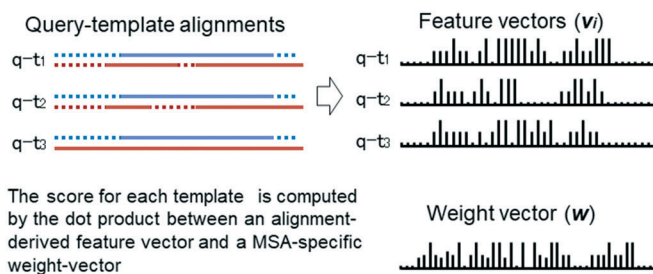 Query-template alignments
q-t1
q-t2
q-t3
Feature vectors (vi)
q-t1
q-t2
q-t3
The score for each template is computed
by the dot product between an alignment-
derived feature vector and a MSA-specific
weight-vector
Weight vector (w)